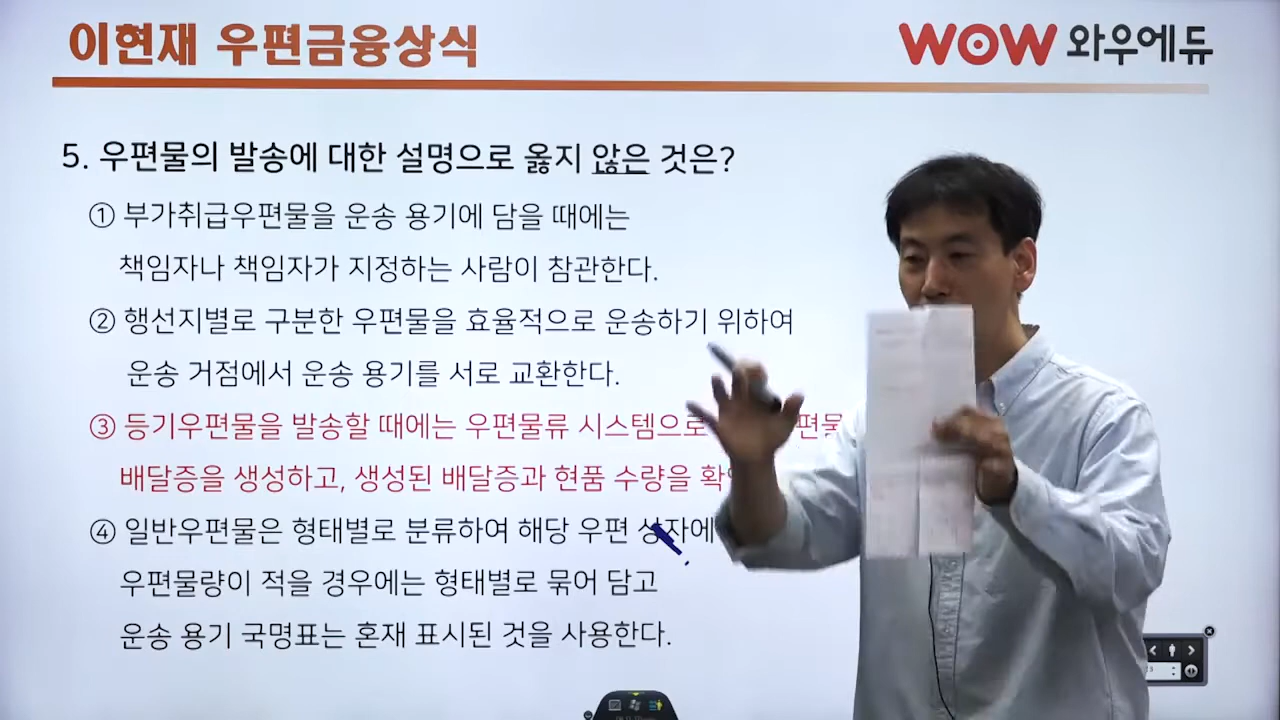 이현재 우편금융상식
WOW 와우에듀
5. 우편물의 발송에 대한 설명으로 옳지 않은 것은?
① 부가취급우편물을 운송 용기에 담을 때에는
책임자나 책임자가 지정하는 사람이 참관한다.
② 행선지별로 구분한 우편물을 효율적으로 운송하기 위하여
운송 거점에서 운송 용기를 서로 교환한다.
③ 등기우편물을 발송할 때에는 우편물류 시스템으로
배달증을 생성하고, 생성된 배달증과 현품 수량을
④ 일반우편물은 형태별로 분류하여 해당 우편
우편물량이 적을 경우에는 형태별로 묶어 담고
운송 용기 국명표는 혼재 표시된 것을 사용한다.